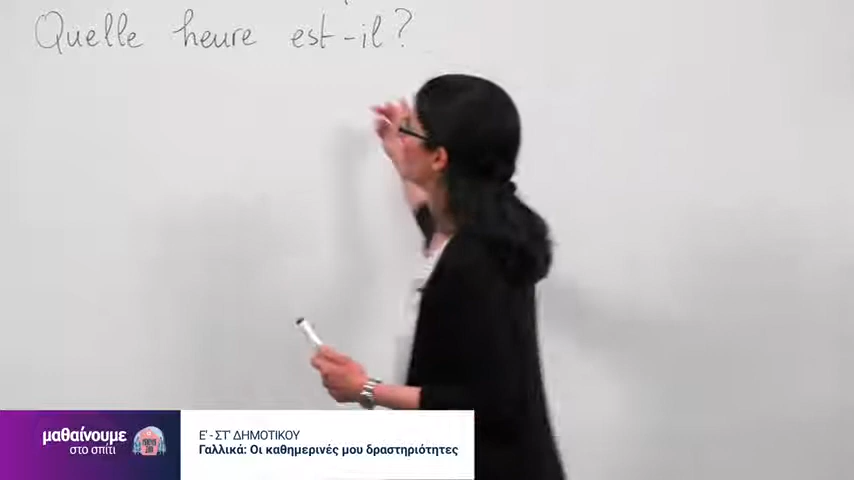 Quelle heure est-il?
μαθαίνουμε
στο σπίτι
Ε' - ΣΤ' ΔΗΜΟΤΙΚΟΥ
Γαλλικά: Οι καθημερινές μου δραστηριότητες